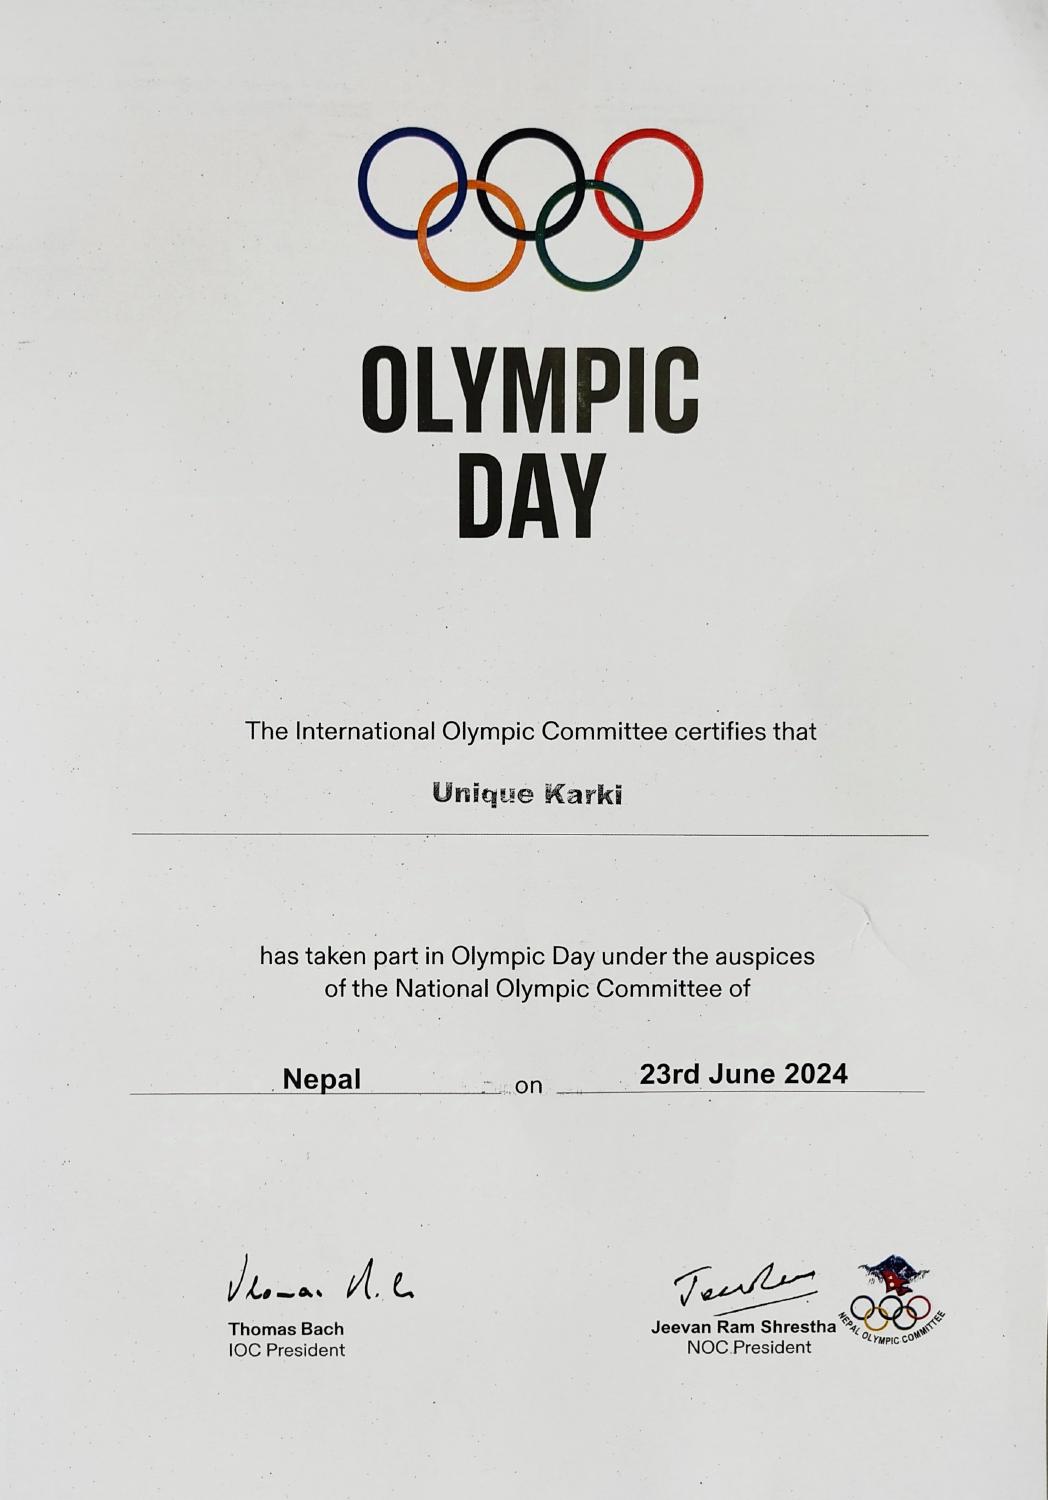 OLYMPIC
DAY
The International Olympic Committee certifies that
Unique Karki
has taken part in Olympic Day under the auspices
of the National Olympic Committee of
Nepal on 23rd June 2024
Thomas Bach
IOC President
Jeevan Ram Shrestha
NOC President
NEPAL OLYMPIC COMMITTEE